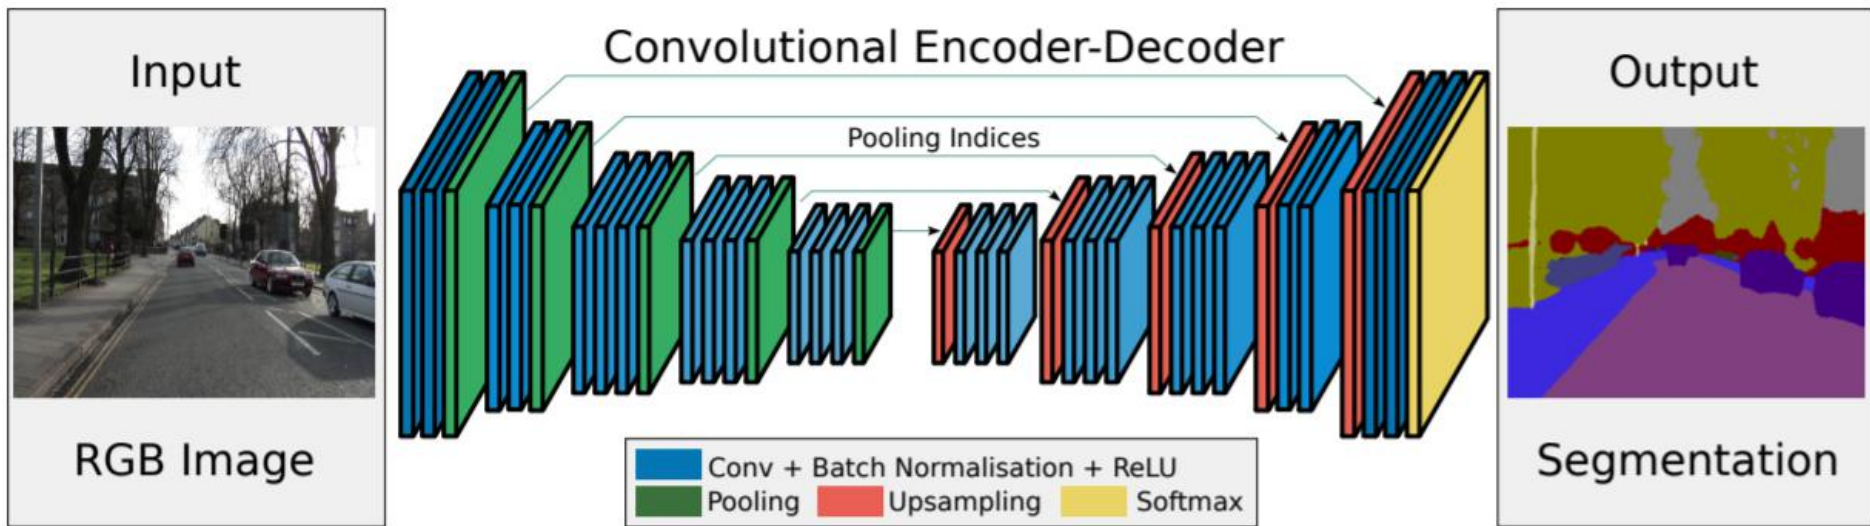 Input
RGB Image
Convolutional Encoder-Decoder
Pooling Indices
Conv + Batch Normalisation + ReLU
Pooling Upsampling Softmax
Output
Segmentation